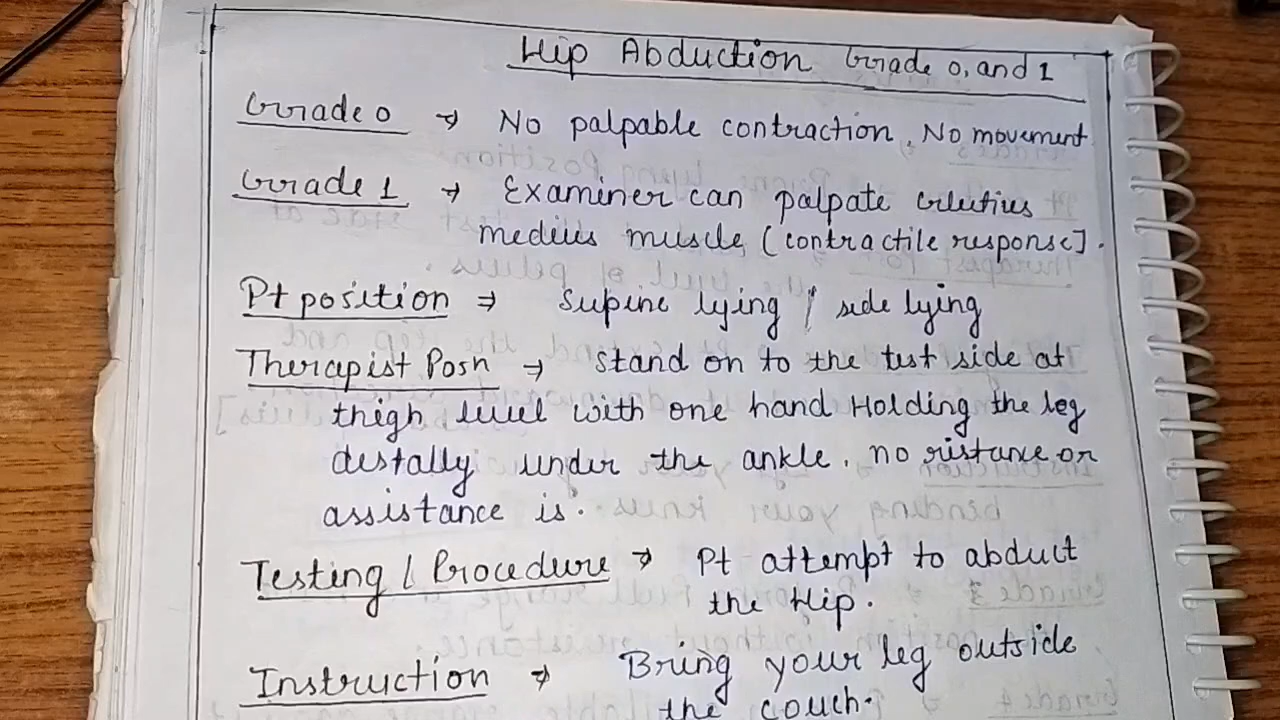 Hip Abduction Grade 0, and 1
Grade 0 → No palpable contraction, No movement
Grade 1 → Examiner can palpate Glutius
medius muscle, (contractile response].
Pt position ⇒ Supine lying / side lying
Therapist Posn → Stand on to the test side at
thigh level with one hand Holding the leg
distally under the ankle. no ristance or
assistance is.
Testing / Procedure → Pt attempt to abduct
the Hip.
Instruction → Bring your leg outside
the couch.